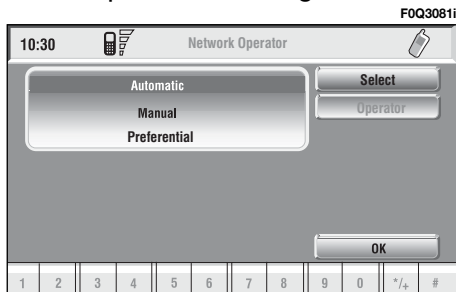 F0Q3081i
10:30 Network Operator
Automatic
Manual
Preferential
Select
Operator
OK
1 2 3 4 5 6 7 8 9 0 */+ #